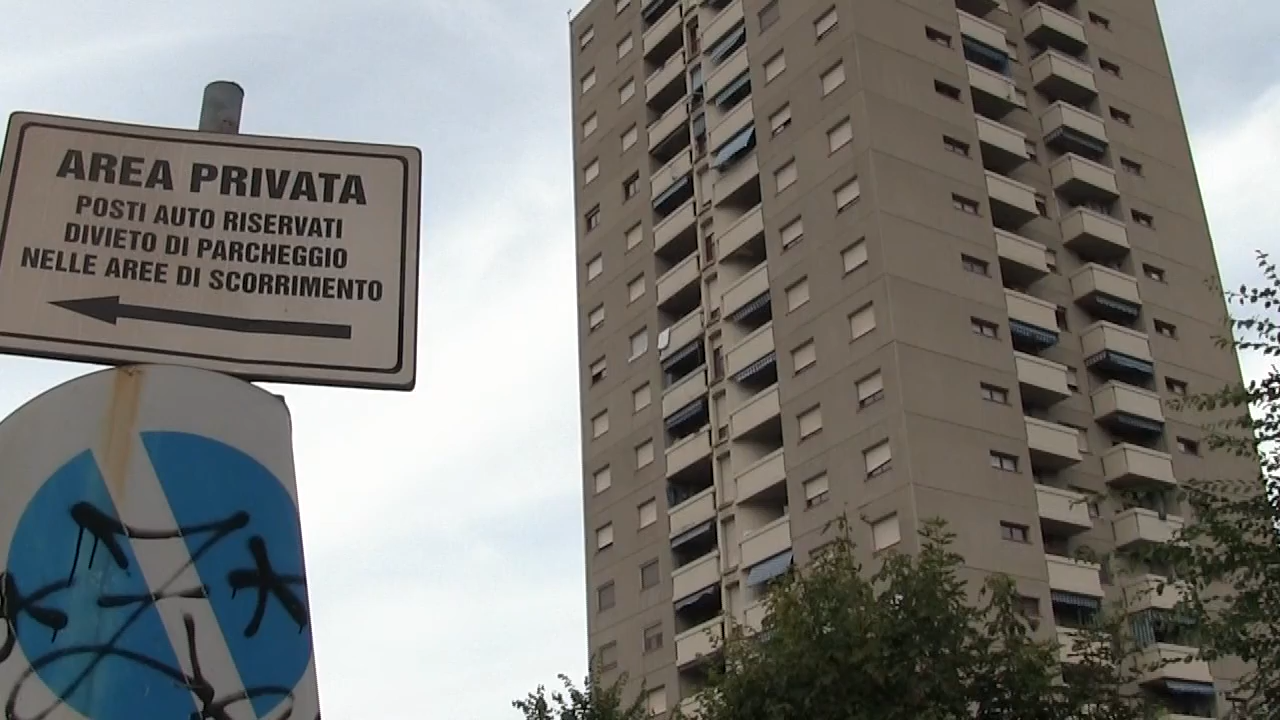 AREA PRIVATA
POSTI AUTO RISERVATI
DIVIETO DI PARCHEGGIO
NELLE AREE DI SCORRIMENTO